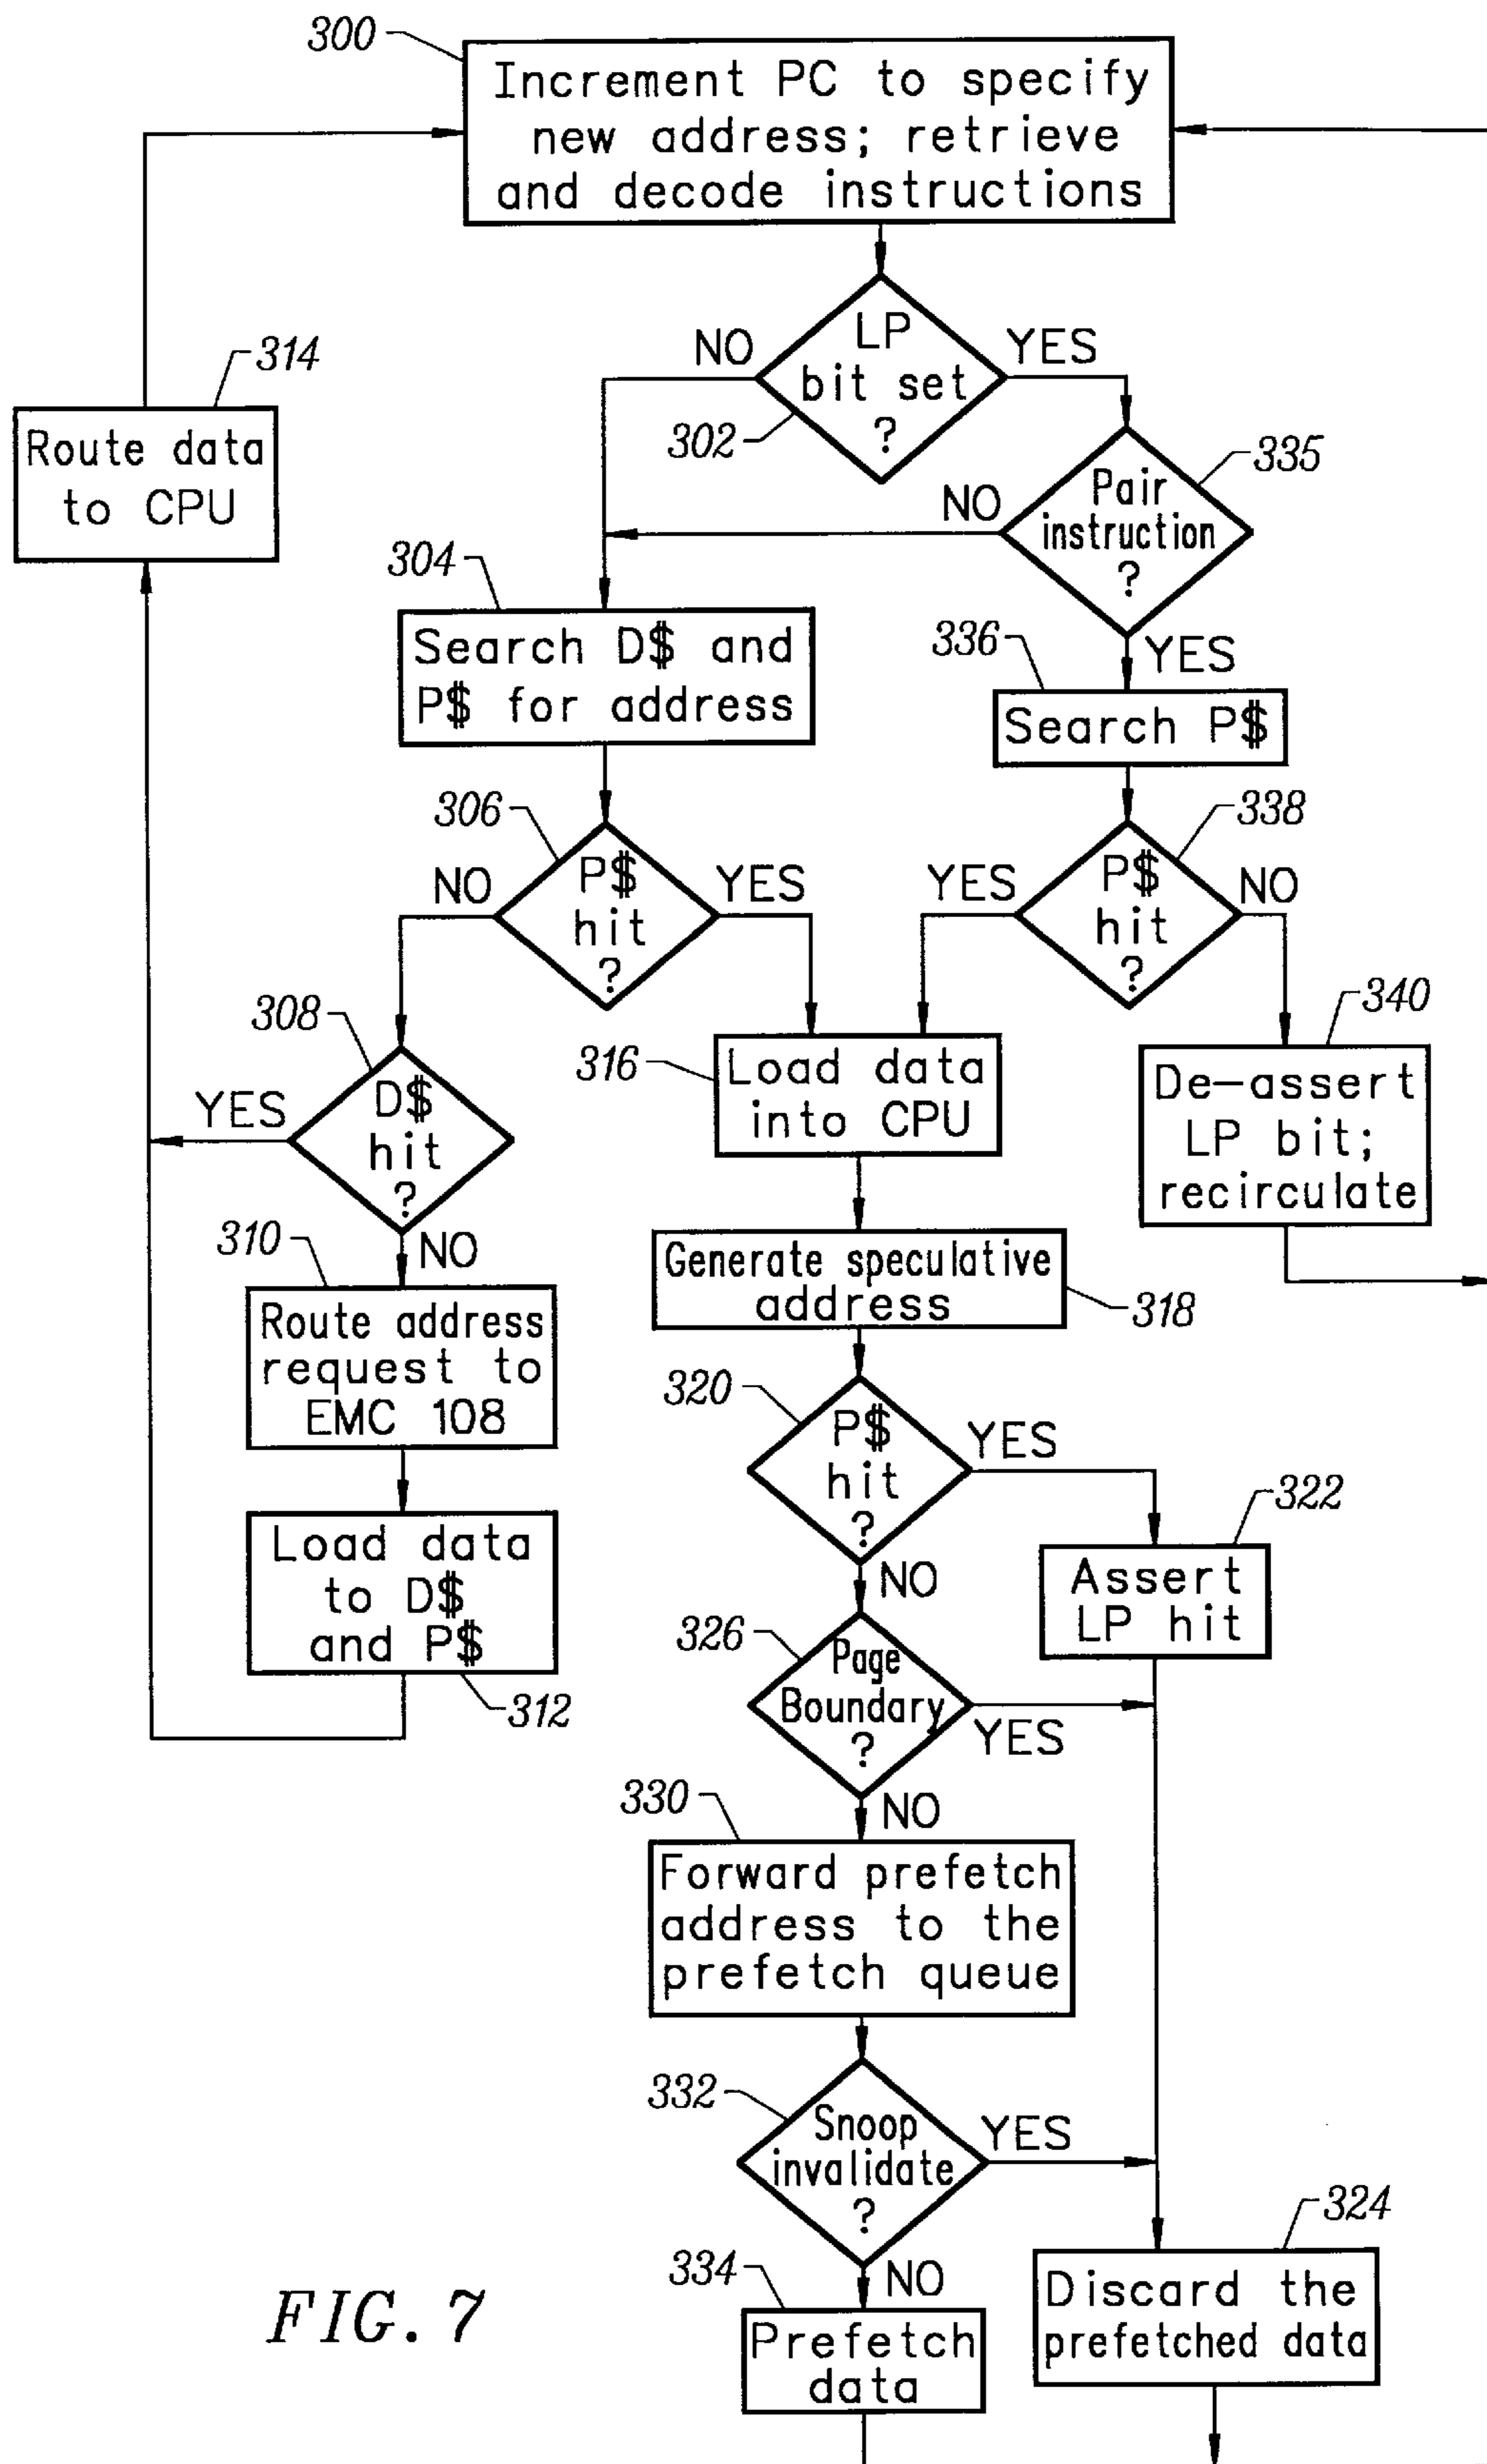 300
Increment PC to specify
new address; retrieve
and decode instructions
314
Route data
to CPU
NO
LP
bit set
?
YES
302
335
Pair
instruction
?
NO
YES
304
Search D$ and
P$ for address
336
Search P$
306
P$
hit
?
NO
YES
338
P$
hit
?
YES
NO
308
D$
hit
?
YES
NO
316
Load data
into CPU
340
De-assert
LP bit;
recirculate
310
Route address
request to
EMC 108
Generate speculative
address
318
320
P$
hit
?
YES
NO
322
Assert
LP hit
Load data
to D$
and P$
312
326
Page
Boundary
?
YES
NO
330
Forward prefetch
address to the
prefetch queue
332
Snoop
invalidate
?
YES
NO
324
Discard the
prefetched data
334
Prefetch
data
FIG. 7